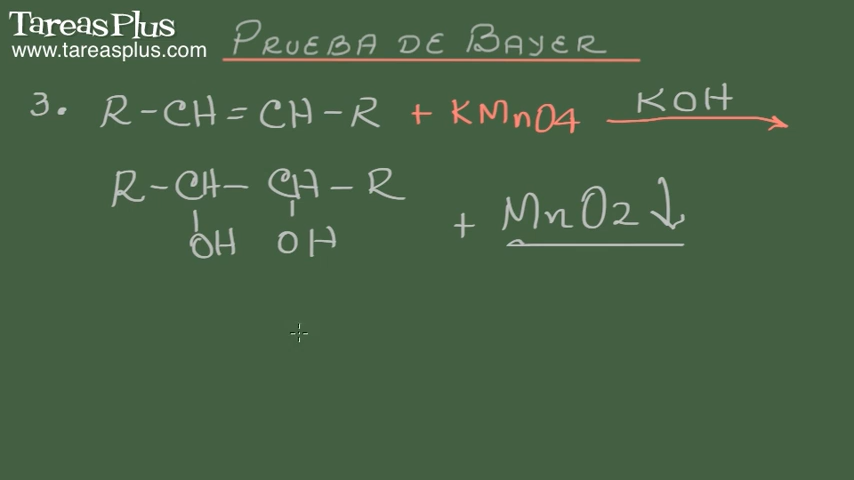 TareasPlus
www.tareasplus.com
PRUEBA DE BAYER
3. R-CH=CH-R + KMnO4 KOH
R-CH-CH-R + MnO2↓
OH OH